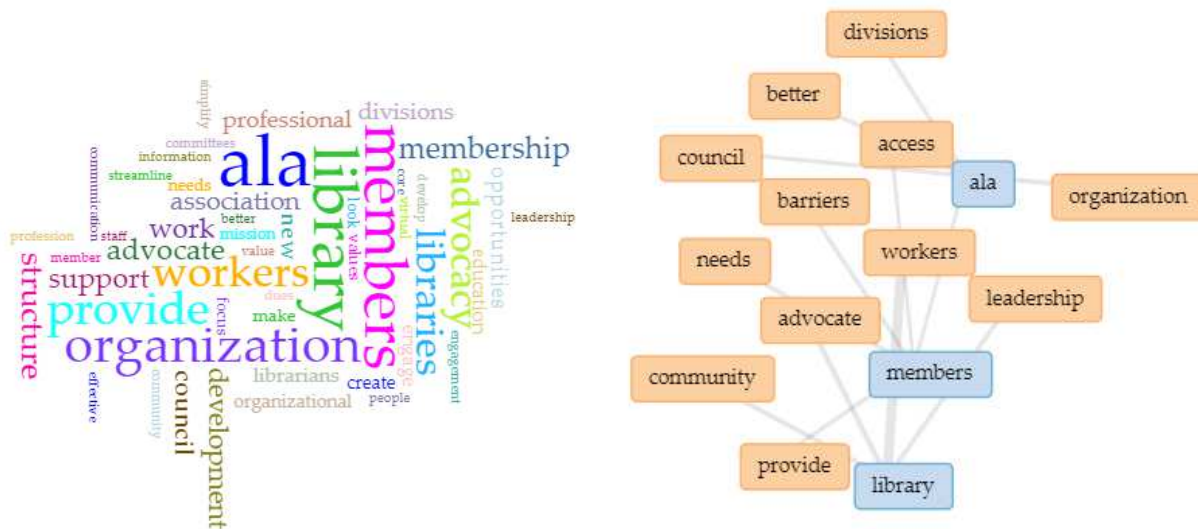 simplify
professional
divisions
committees
information
ala
library
members
membership
communication
streamline
needs
association
look
core
virtual
develop
advocacy
opportunities
leadership
work
better
mission
new
values
profession
staff
member
advocate
value
libraries
education
structure
support
workers
provide
focus
dues
make
organization
engage
engagement
effective
community
council
development
librarians
organizational
create
people
divisions
better
access
council
ala
barriers
organization
needs
workers
leadership
advocate
community
members
provide
library